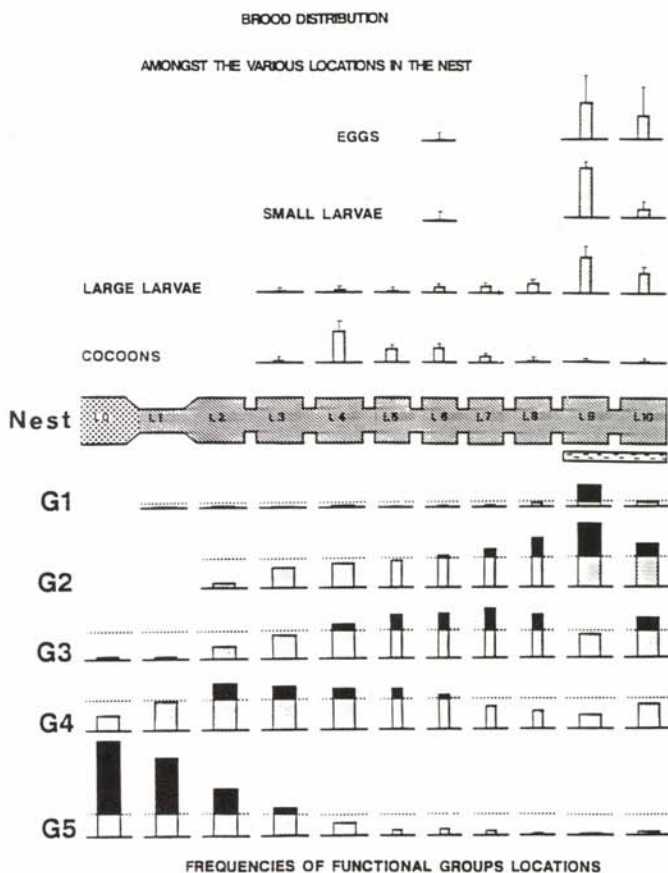 BROOD DISTRIBUTION
AMONGST THE VARIOUS LOCATIONS IN THE NEST
EGGS
SMALL LARVAE
LARGE LARVAE
COCOONS
Nest L0 L1 L2 L3 L4 L5 L6 L7 L8 L9 L10
G1
G2
G3
G4
G5
FREQUENCIES OF FUNCTIONAL GROUPS LOCATIONS